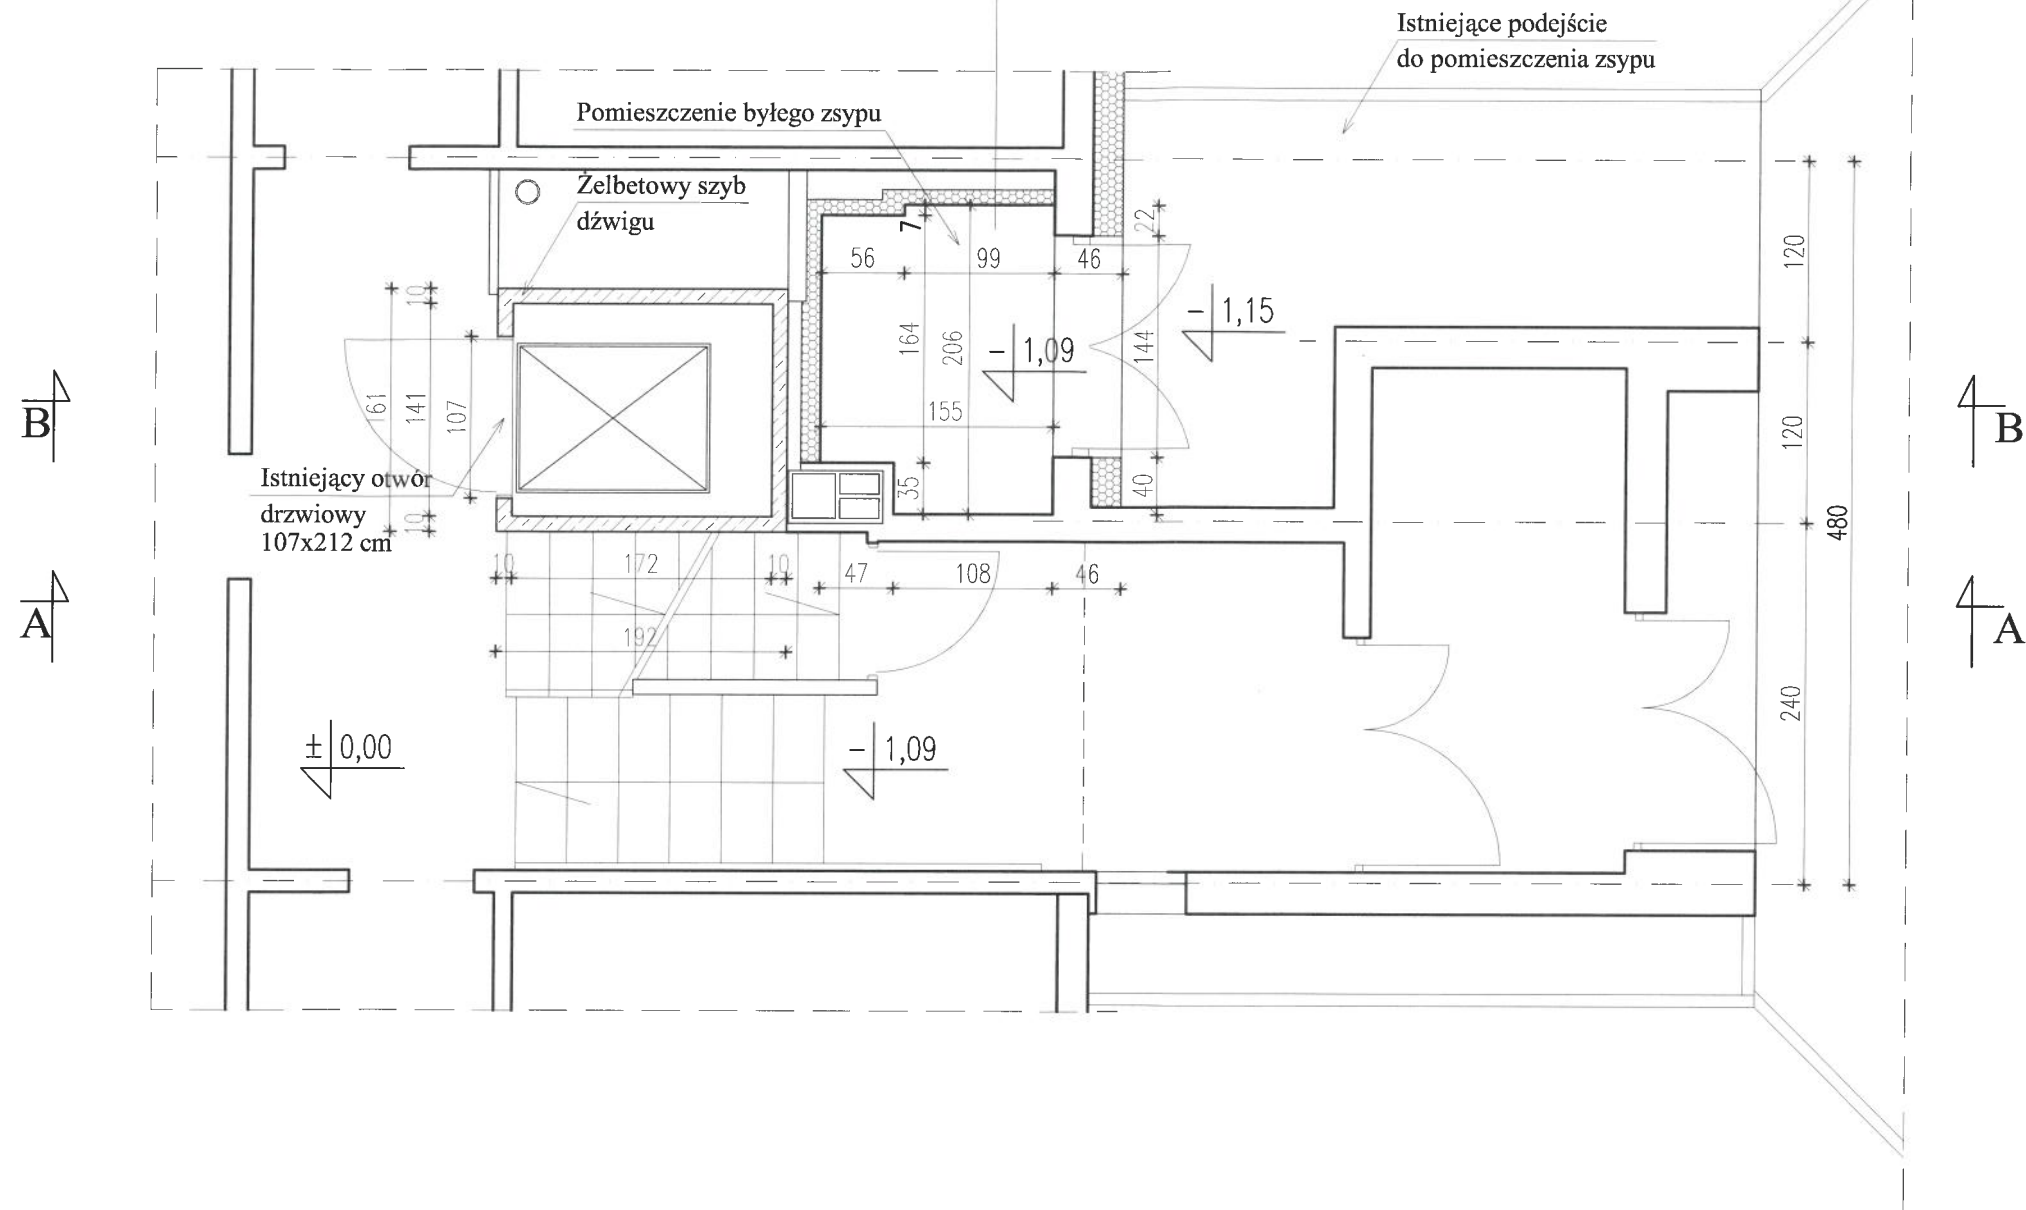 Istniejące podejście
do pomieszczenia zsypu
Pomieszczenie byłego zsypu
Żelbetowy szyb
dźwigu
7
22
56
99
46
120
10
- 1,15
164
206
144
- 1,09
161
141
107
155
120
B
B
Istniejący otwór
drzwiowy
107x212 cm
35
40
10
480
10
172
10
47
108
46
A
A
192
240
± 0,00
- 1,09